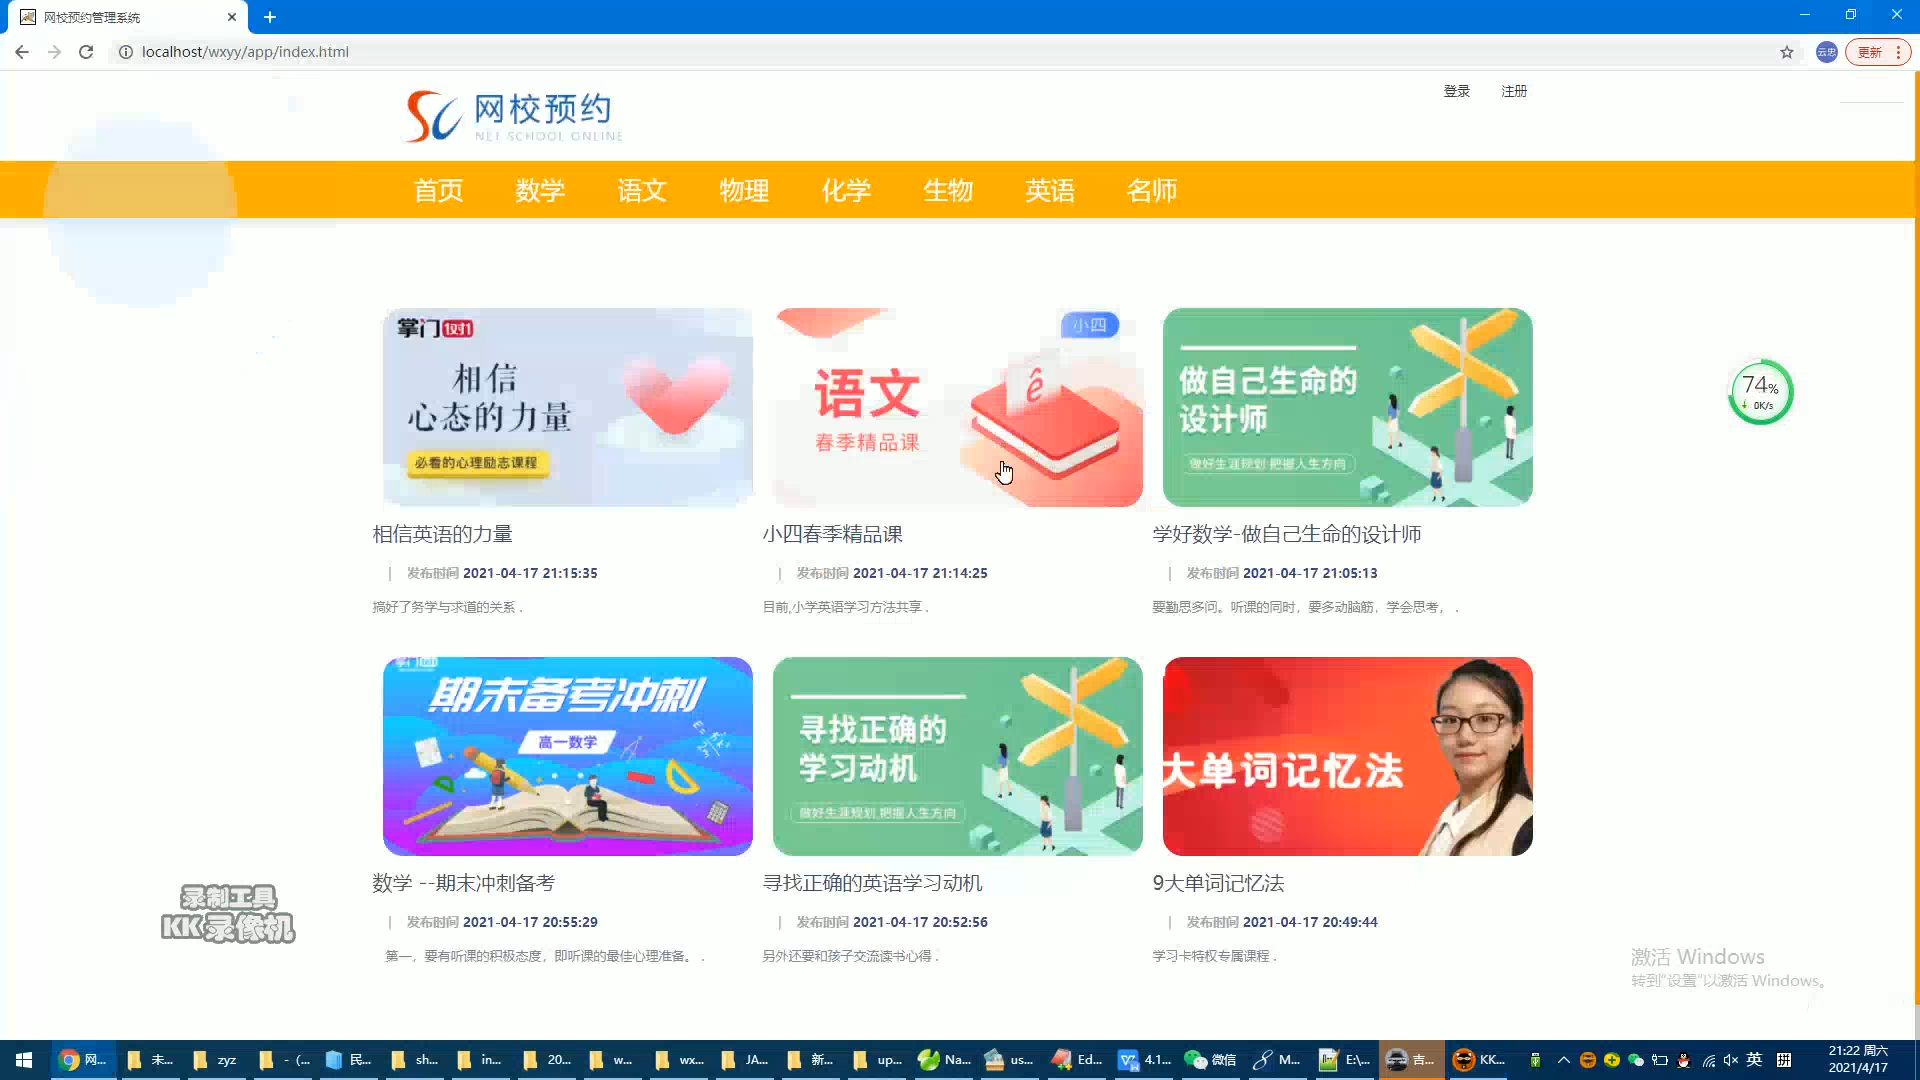 网校预约管理系统
localhost/wxyy/app/index.html
云忠
更新
网校预约
NET SCHOOL ONLINE
登录 注册
首页 数学 语文 物理 化学 生物 英语 名师
掌门1对1
相信
心态的力量
必看的心理励志课程
小四
语文
春季精品课
ê
做自己生命的
设计师
做好生涯规划,把握人生方向
74%
0K/s
相信英语的力量
| 发布时间 2021-04-17 21:15:35
搞好了务学与求道的关系 .
小四春季精品课
| 发布时间 2021-04-17 21:14:25
目前,小学英语学习方法共享 .
学好数学-做自己生命的设计师
| 发布时间 2021-04-17 21:05:13
要勤思多问。听课的同时，要多动脑筋，学会思考， .
期末备考冲刺
高一数学
寻找正确的
学习动机
做好生涯规划,把握人生方向
大单词记忆法
数学 --期末冲刺备考
| 发布时间 2021-04-17 20:55:29
第一，要有听课的积极态度，即听课的最佳心理准备。 .
寻找正确的英语学习动机
| 发布时间 2021-04-17 20:52:56
另外还要和孩子交流读书心得 .
9大单词记忆法
| 发布时间 2021-04-17 20:49:44
学习卡特权专属课程 .
录制工具
KK录像机
激活 Windows
转到"设置"以激活 Windows。
网... 未... zyz - (... 民... sh... in... 20... w... wx... JA... 新... up... Na... us... Ed... 4.1... 微信 M... E:\... 吉... KK... 英 拼
21:22 周六
2021/4/17